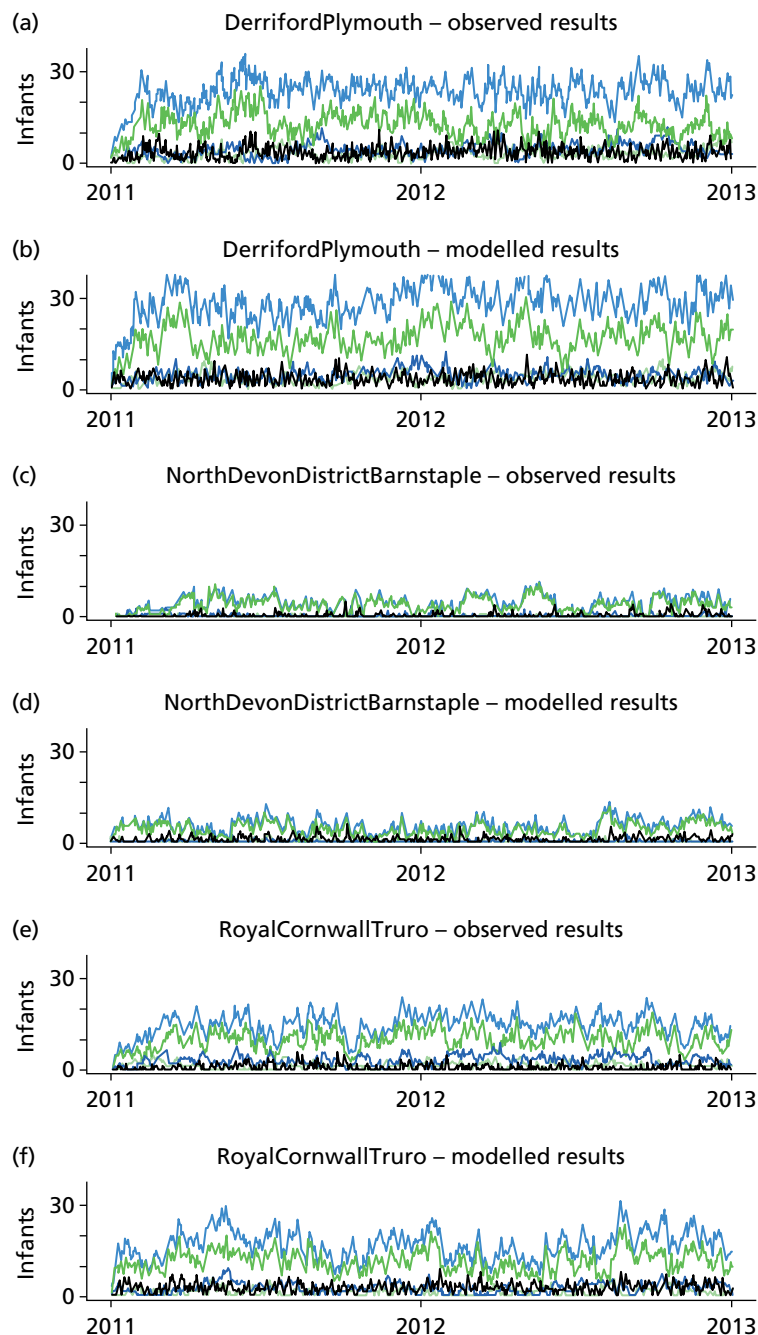 (a) DerrifordPlymouth – observed results
Infants
30
0
2011 2012 2013
(b) DerrifordPlymouth – modelled results
Infants
30
0
2011 2012 2013
(c) NorthDevonDistrictBarnstaple – observed results
Infants
30
0
2011 2012 2013
(d) NorthDevonDistrictBarnstaple – modelled results
Infants
30
0
2011 2012 2013
(e) RoyalCornwallTruro – observed results
Infants
30
0
2011 2012 2013
(f) RoyalCornwallTruro – modelled results
Infants
30
0
2011 2012 2013